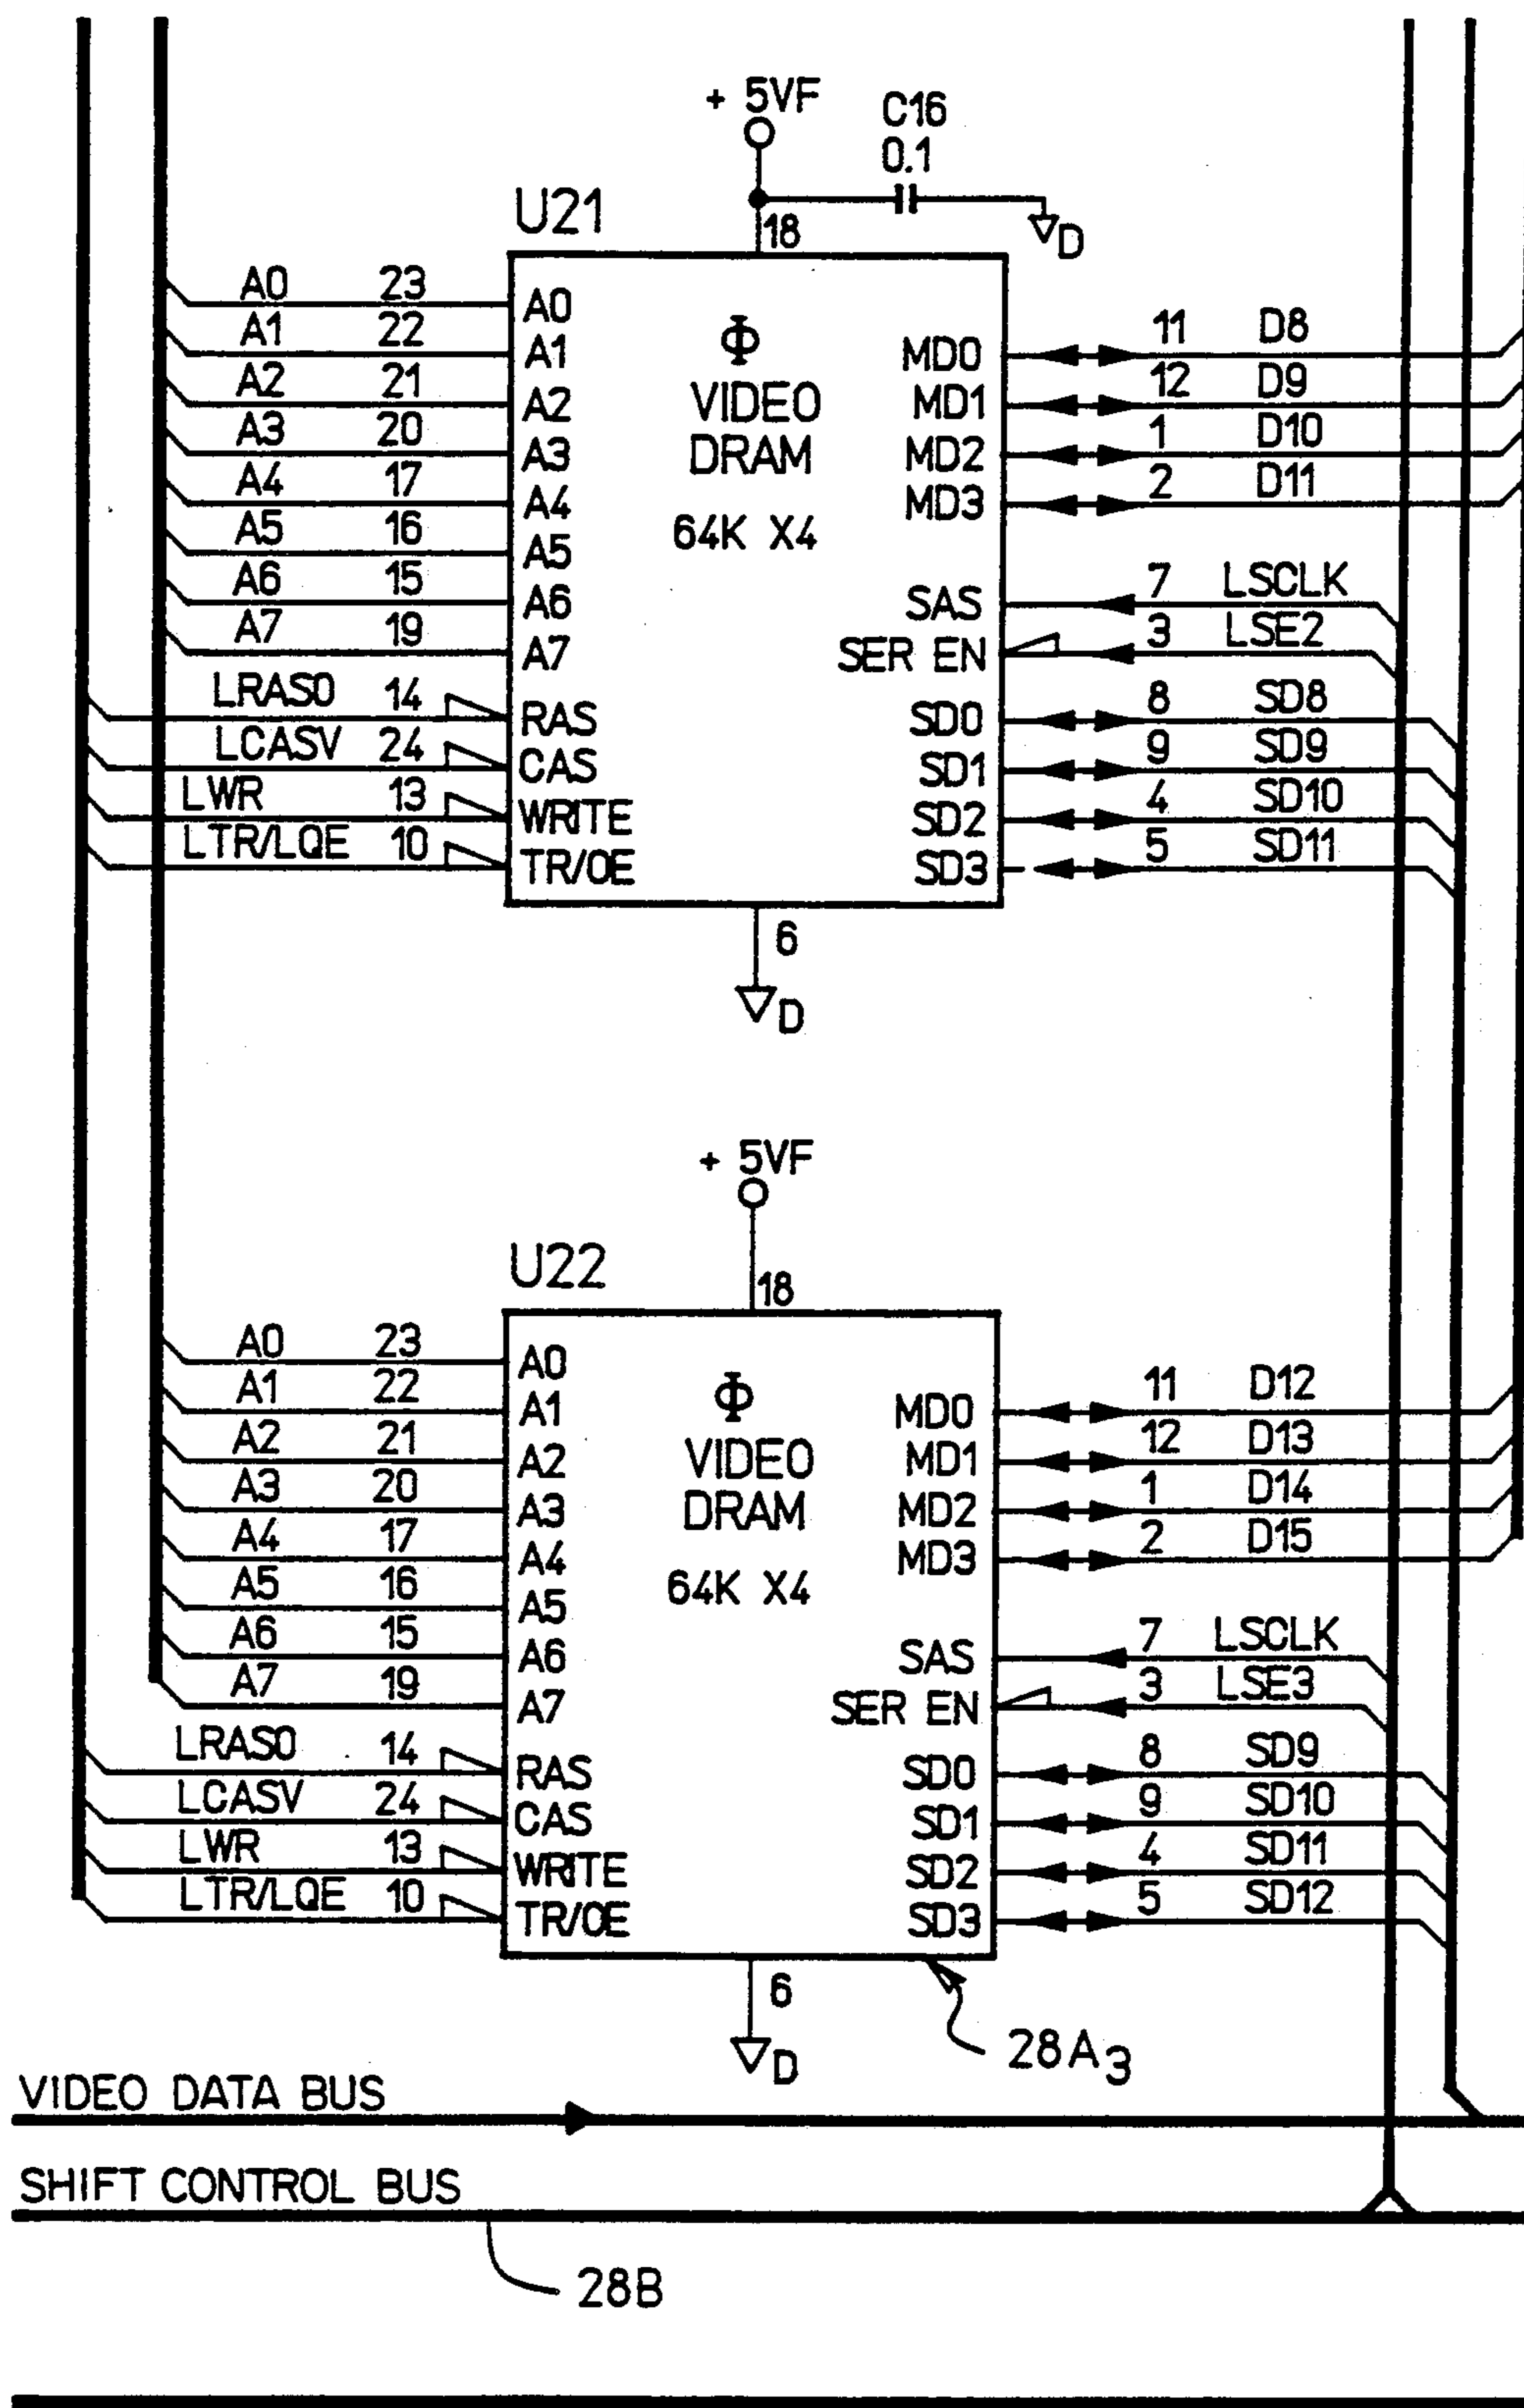 + 5VF
C16
0.1
U21
18
D
A0 23 A0
A1 22 A1
A2 21 A2
A3 20 A3
A4 17 A4
A5 16 A5
A6 15 A6
A7 19 A7
LRAS0 14 RAS
LCASV 24 CAS
LWR 13 WRITE
LTR/LQE 10 TR/OE
Φ
VIDEO
DRAM
64K X4
MD0 11 D8
MD1 12 D9
MD2 1 D10
MD3 2 D11
SAS 7 LSCLK
SER EN 3 LSE2
SD0 8 SD8
SD1 9 SD9
SD2 4 SD10
SD3 5 SD11
6
D
+ 5VF
U22
18
A0 23 A0
A1 22 A1
A2 21 A2
A3 20 A3
A4 17 A4
A5 16 A5
A6 15 A6
A7 19 A7
LRAS0 14 RAS
LCASV 24 CAS
LWR 13 WRITE
LTR/LQE 10 TR/OE
Φ
VIDEO
DRAM
64K X4
MD0 11 D12
MD1 12 D13
MD2 1 D14
MD3 2 D15
SAS 7 LSCLK
SER EN 3 LSE3
SD0 8 SD9
SD1 9 SD10
SD2 4 SD11
SD3 5 SD12
6
D
28A3
VIDEO DATA BUS
SHIFT CONTROL BUS
28B